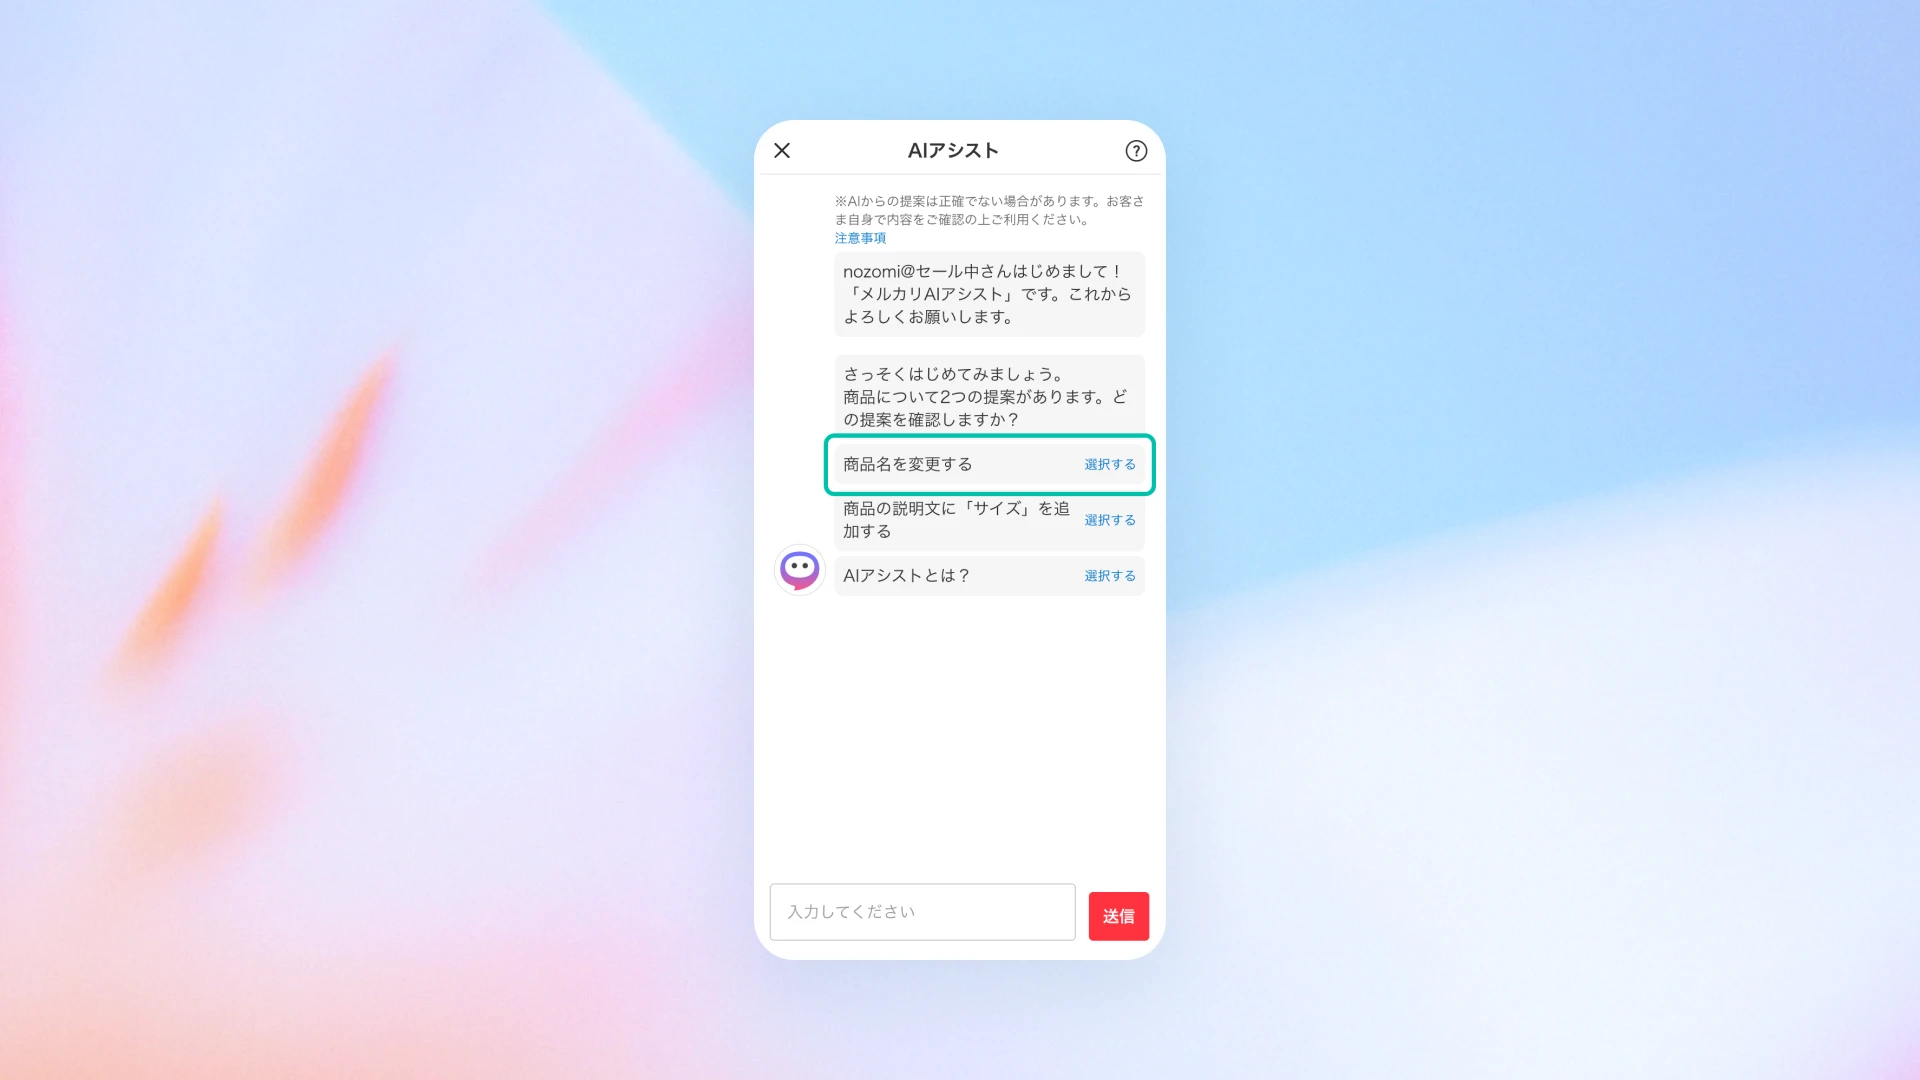 AIアシスト
?
※AIからの提案は正確でない場合があります。お客さ
ま自身で内容をご確認の上ご利用ください。
注意事項
nozomi@セール中さんはじめまして！
「メルカリAIアシスト」です。これから
よろしくお願いします。
さっそくはじめてみましょう。
商品について2つの提案があります。ど
の提案を確認しますか？
商品名を変更する 選択する
商品の説明文に「サイズ」を追
加する 選択する
AIアシストとは？ 選択する
入力してください 送信